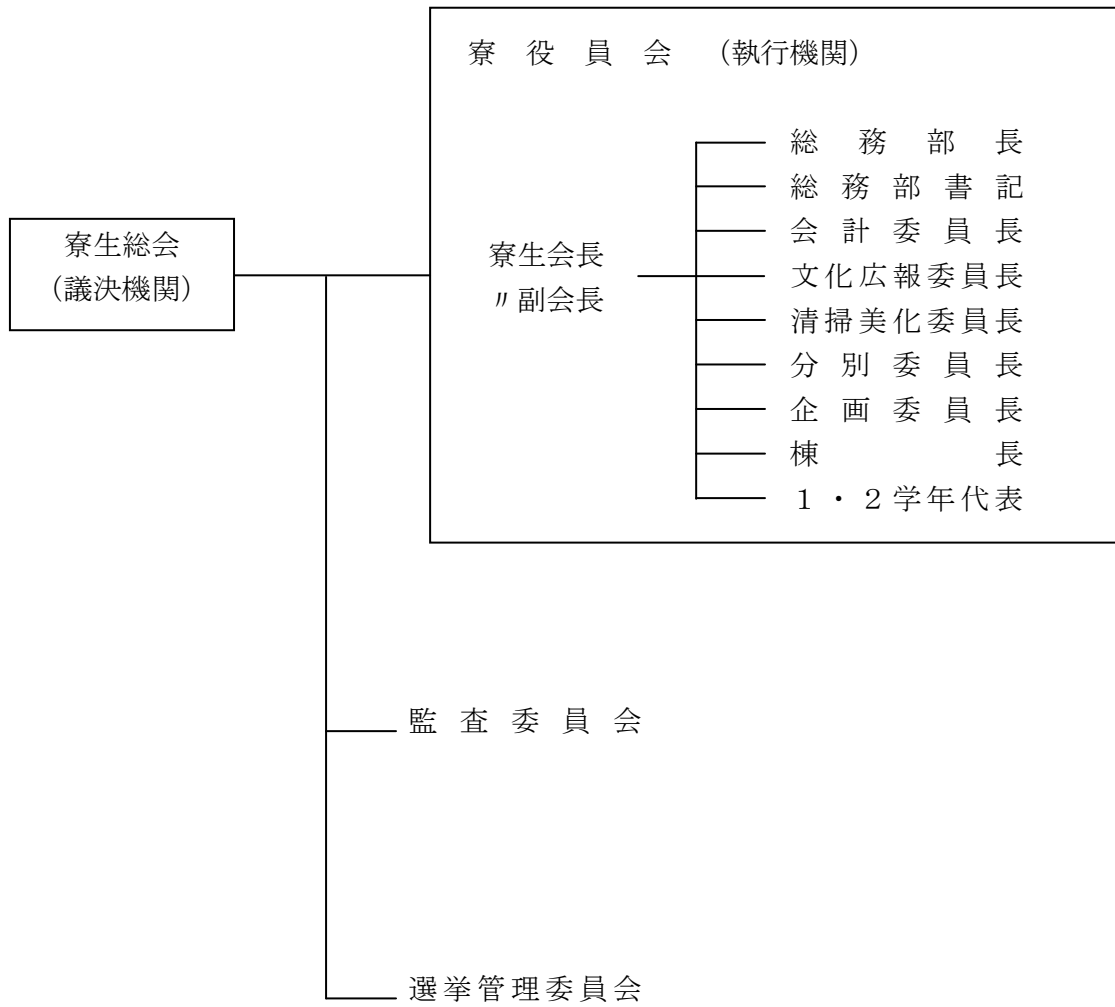 寮役員会 (執行機関)
総務部長
総務部書記
会計委員長
文化広報委員長
清掃美化委員長
分別委員長
企画委員長
棟長
1・2学年代表
寮生会長
〃副会長
寮生総会
(議決機関)
監査委員会
選挙管理委員会